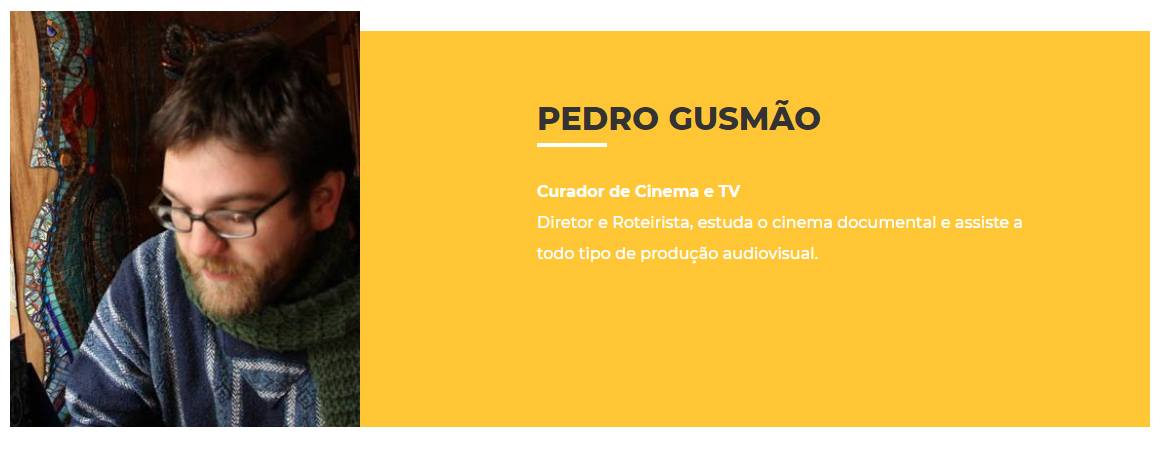 PEDRO GUSMÃO
Curador de Cinema e TV
Diretor e Roteirista, estuda o cinema documental e assiste a
todo tipo de produção audiovisual.